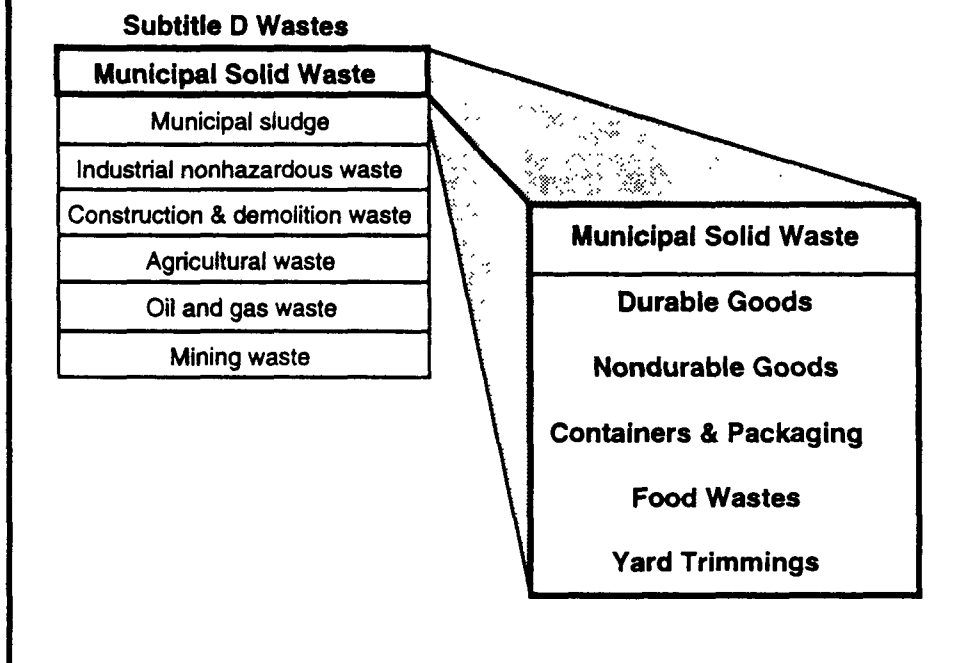 Subtitle D Wastes
Municipal Solid Waste
Municipal sludge
Industrial nonhazardous waste
Construction & demolition waste
Agricultural waste
Oil and gas waste
Mining waste
Municipal Solid Waste
Durable Goods
Nondurable Goods
Containers & Packaging
Food Wastes
Yard Trimmings